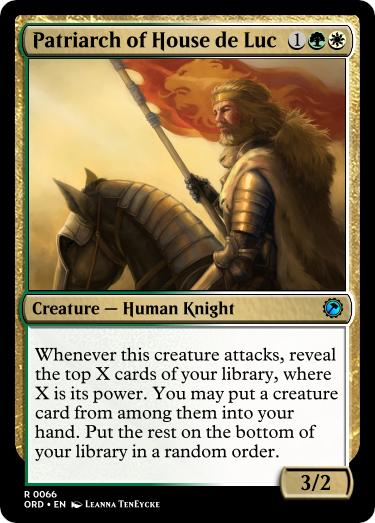 Patriarch of House de Luc 1
Creature — Human Knight
Whenever this creature attacks, reveal
the top X cards of your library, where
X is its power. You may put a creature
card from among them into your
hand. Put the rest on the bottom of
your library in a random order.
3/2
R 0066
ORD • EN Leanna TenEycke